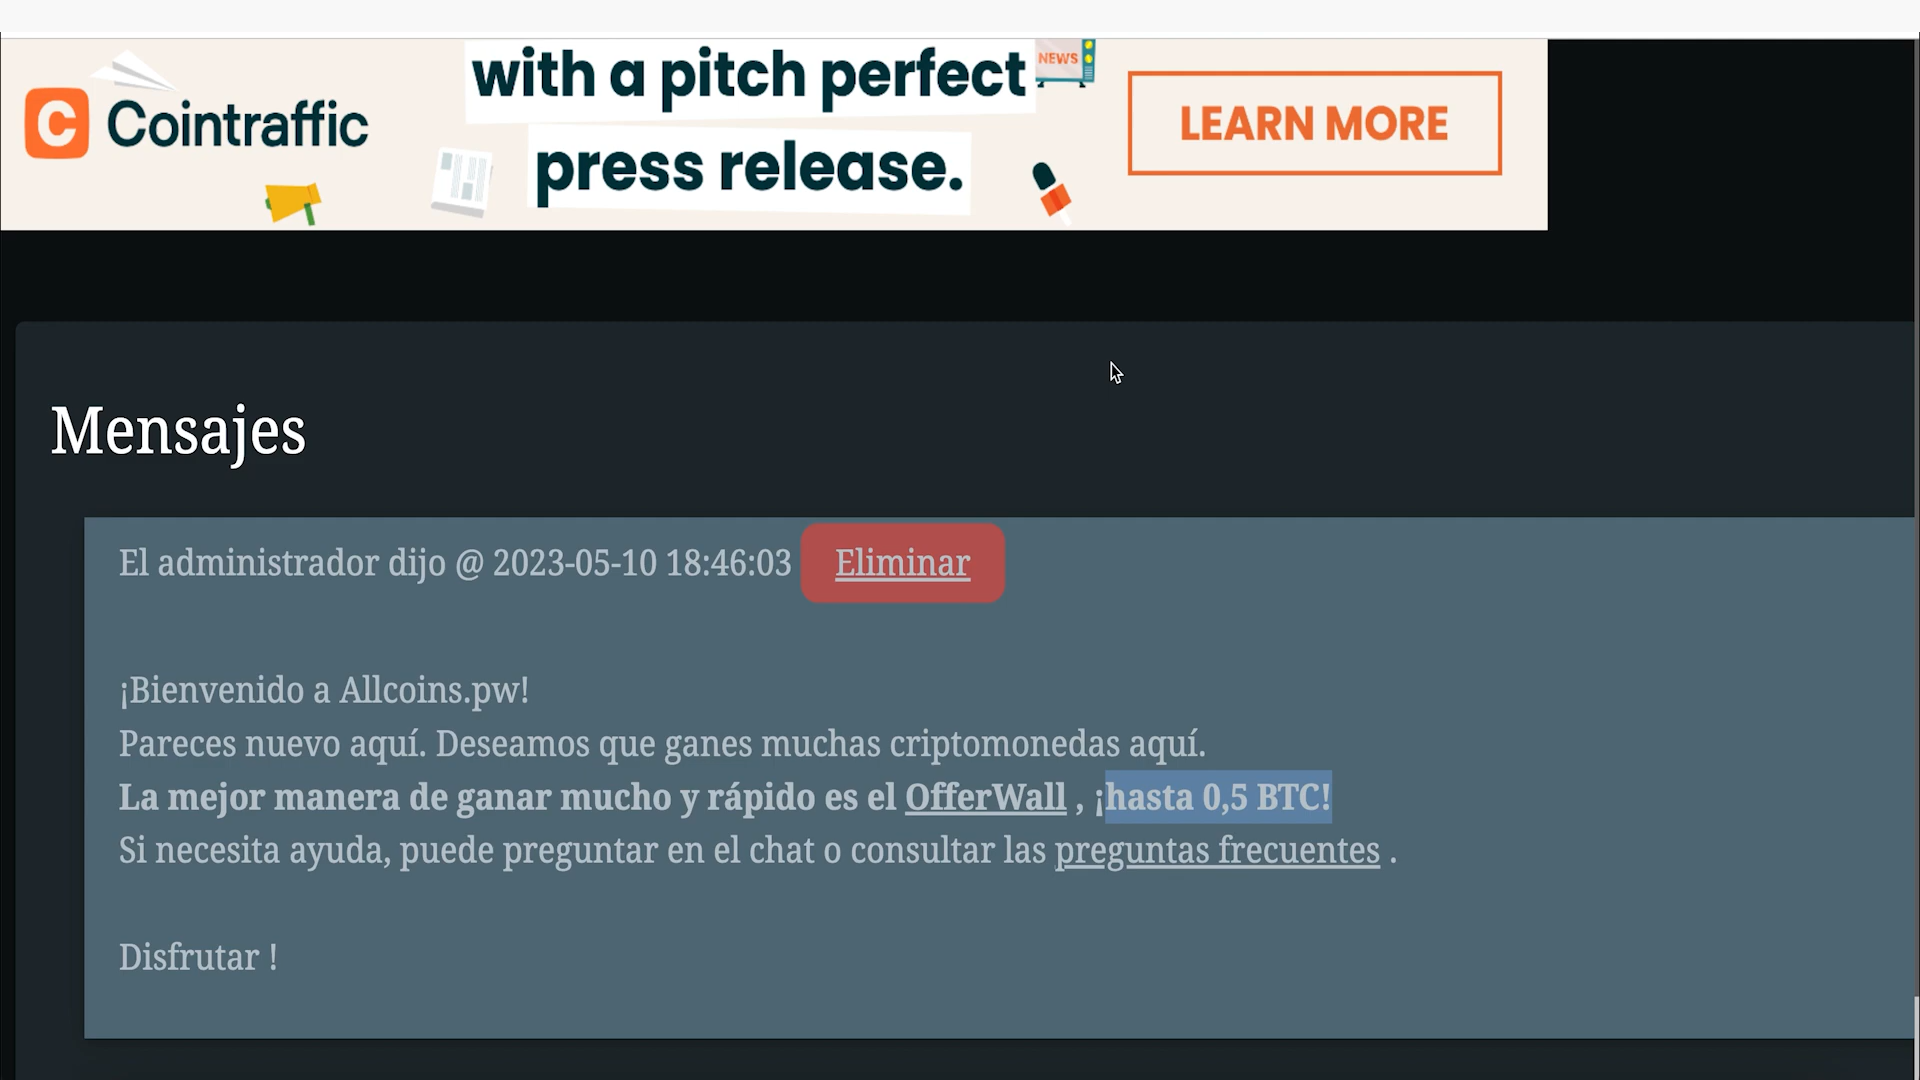 Cointraffic
with a pitch perfect
press release.
NEWS
LEARN MORE
Mensajes
El administrador dijo @ 2023-05-10 18:46:03 Eliminar
¡Bienvenido a Allcoins.pw!
Pareces nuevo aquí. Deseamos que ganes muchas criptomonedas aquí.
La mejor manera de ganar mucho y rápido es el OfferWall , ¡hasta 0,5 BTC!
Si necesita ayuda, puede preguntar en el chat o consultar las preguntas frecuentes .
Disfrutar !